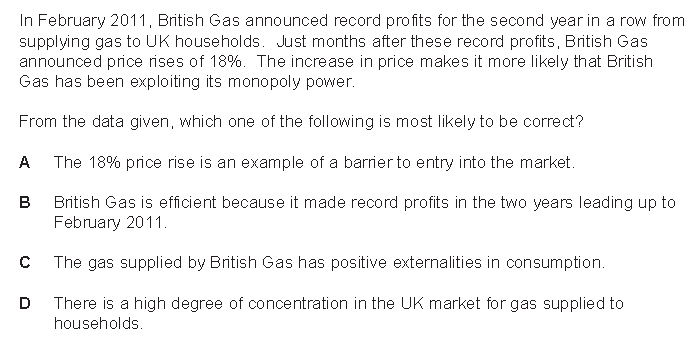 In February 2011, British Gas announced record profits for the second year in a row from
supplying gas to UK households. Just months after these record profits, British Gas
announced price rises of 18%. The increase in price makes it more likely that British
Gas has been exploiting its monopoly power.
From the data given, which one of the following is most likely to be correct?
A The 18% price rise is an example of a barrier to entry into the market.
B British Gas is efficient because it made record profits in the two years leading up to
February 2011.
C The gas supplied by British Gas has positive externalities in consumption.
D There is a high degree of concentration in the UK market for gas supplied to
households.